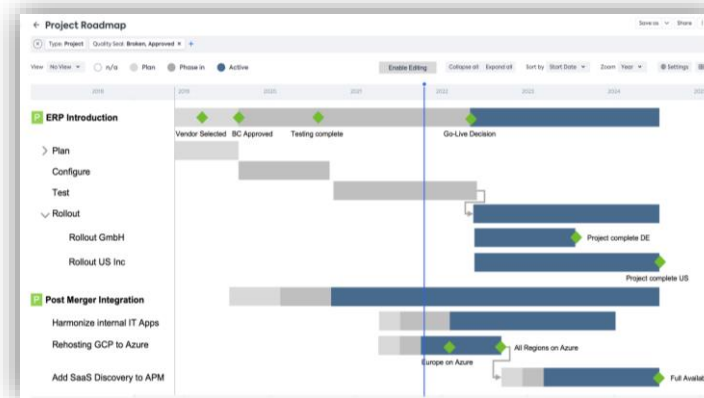 ← Project Roadmap
Save as Share
Type: Project Quality Seal: Broken, Approved × +
View No View n/a Plan Phase in Active Enable Editing Collapse all Expand all Sort by Start Date Zoom Year Settings
2018 2019 2020 2021 2022 2023 2024
P ERP Introduction
Vendor Selected BC Approved Testing complete Go-Live Decision
Plan
Configure
Test
Rollout
Rollout GmbH Project complete DE
Rollout US Inc
Project complete US
P Post Merger Integration
Harmonize internal IT Apps
Rehosting GCP to Azure All Regions on Azure
Europe on Azure
Add SaaS Discovery to APM Full Availab